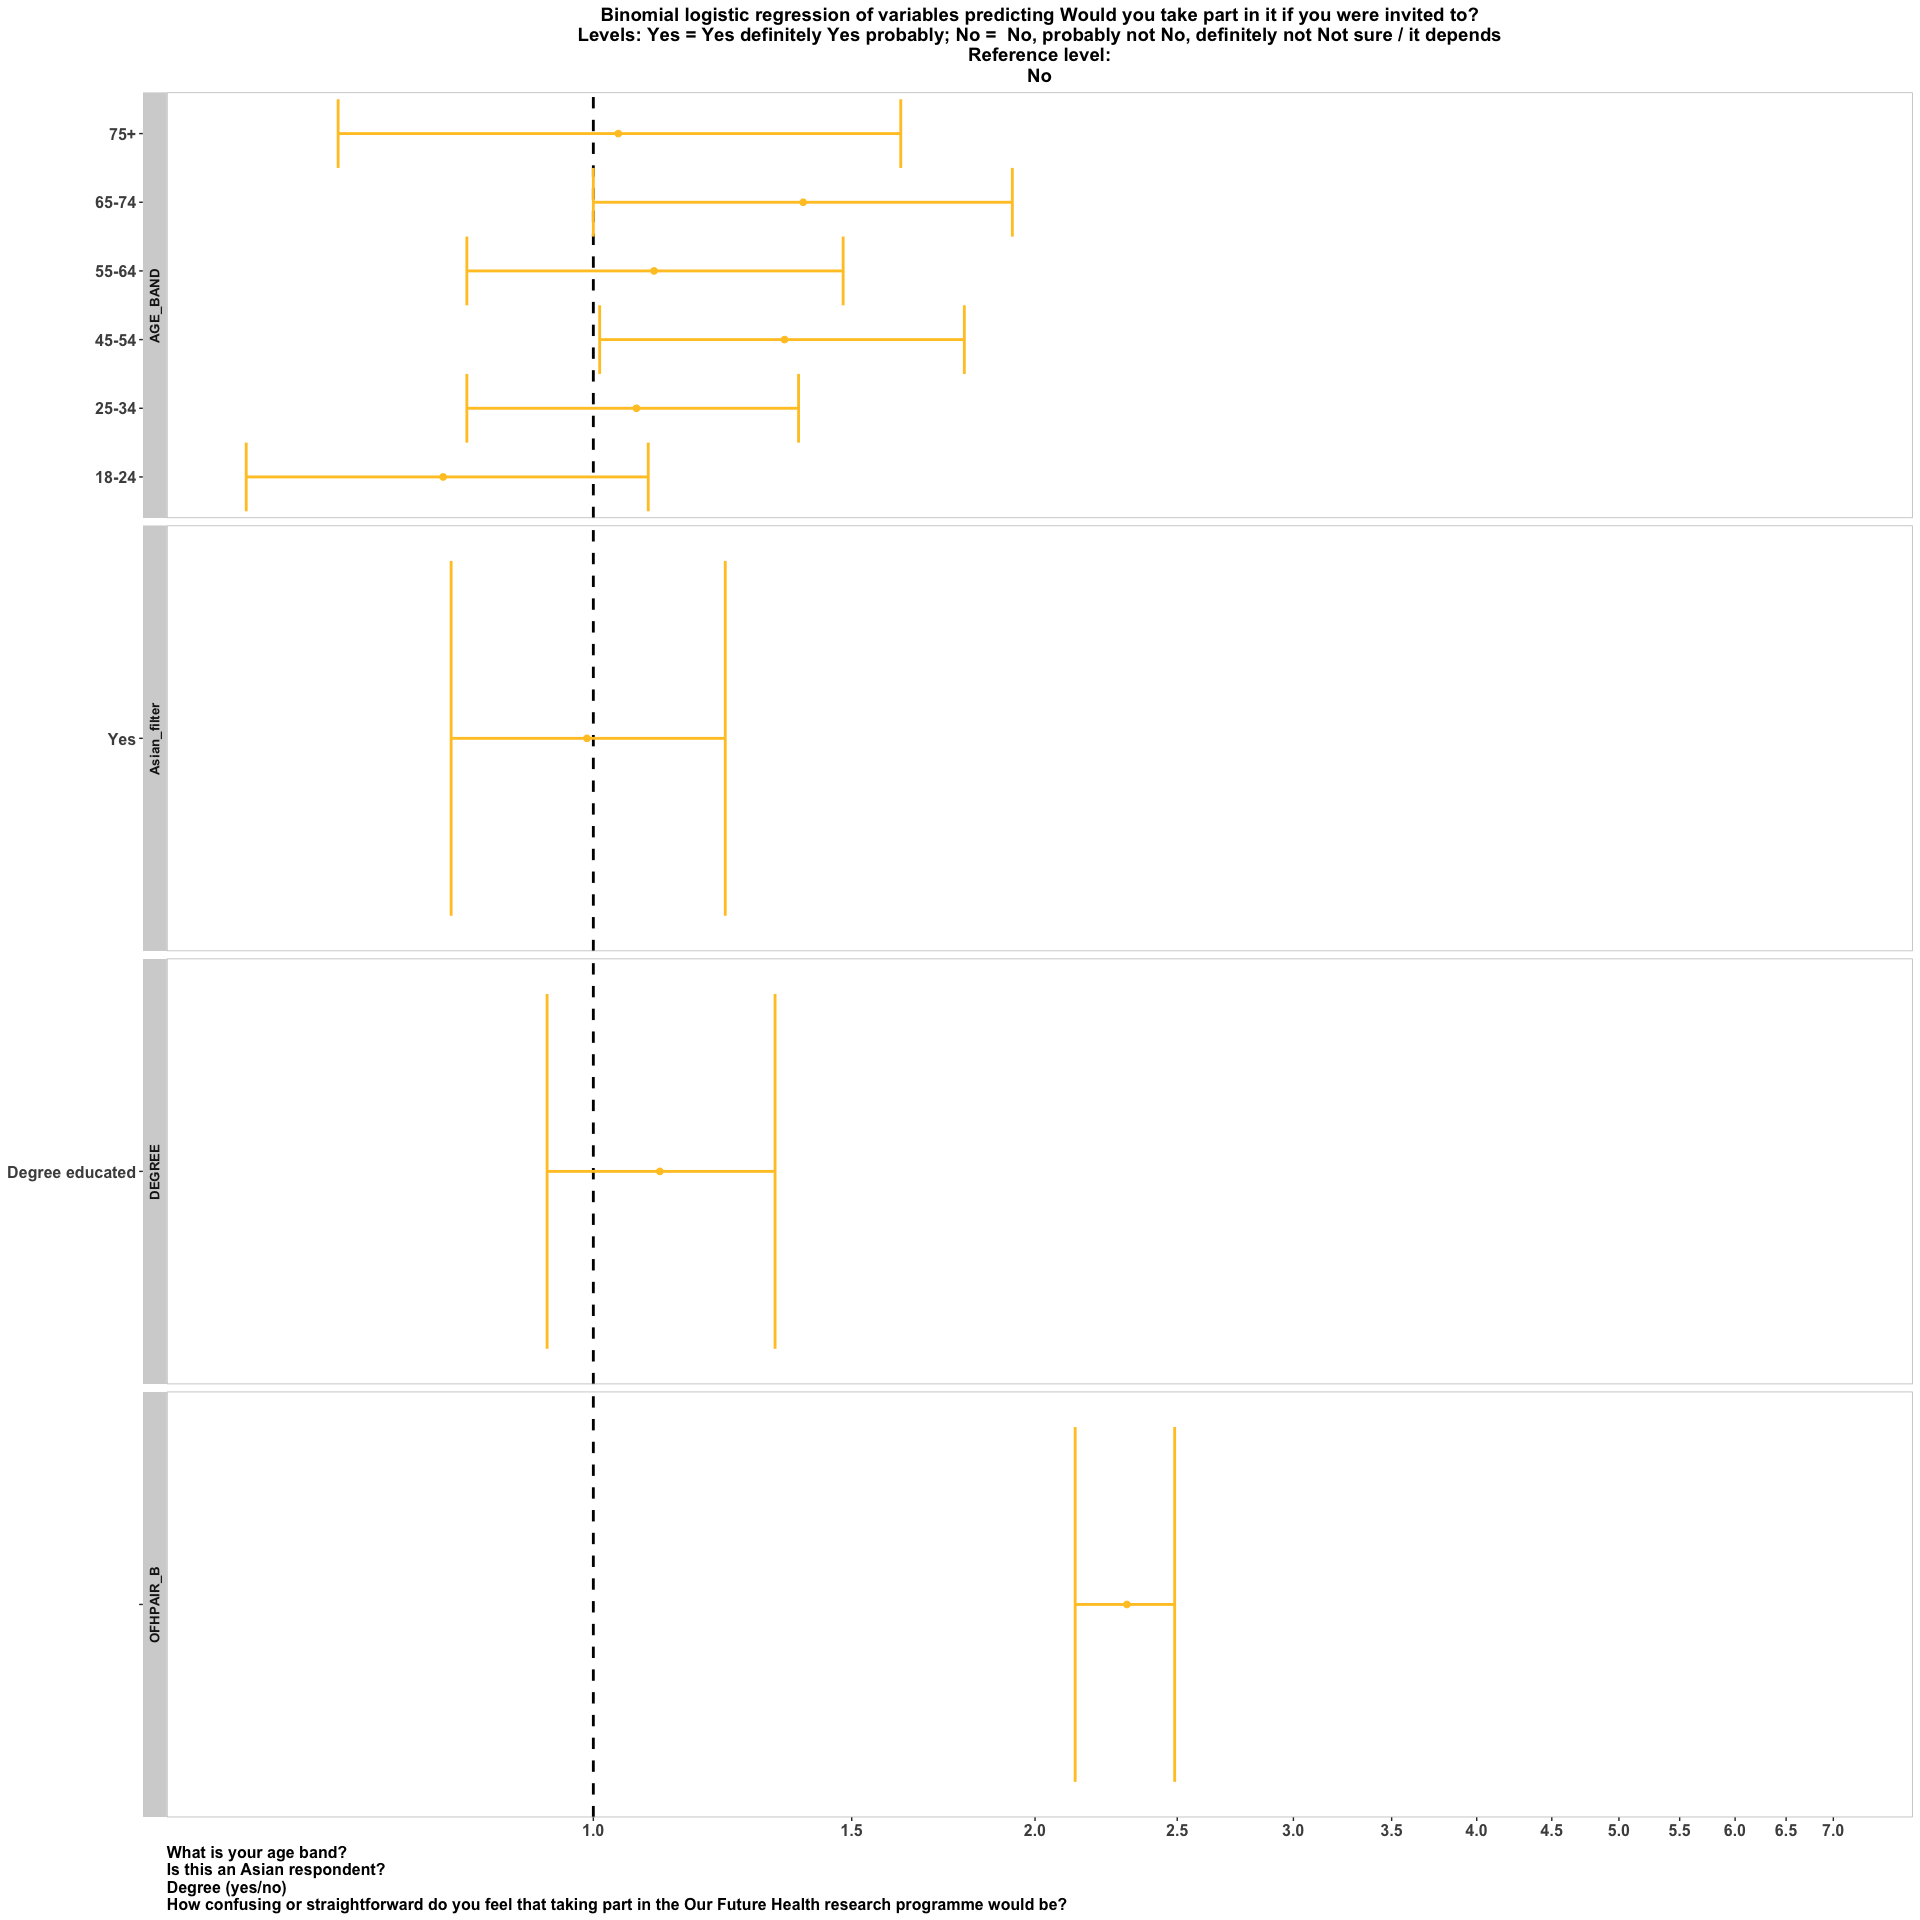 Binomial logistic regression of variables predicting Would you take part in it if you were invited to?
Levels: Yes = Yes definitely Yes probably; No =  No, probably not No, definitely not Not sure / it depends
Reference level:
No
AGE_BAND
75+
65-74
55-64
45-54
25-34
18-24
Asian_filter
Yes
DEGREE
Degree educated
OFHPAIR_B
1.0 1.5 2.0 2.5 3.0 3.5 4.0 4.5 5.0 5.5 6.0 6.5 7.0
What is your age band?
Is this an Asian respondent?
Degree (yes/no)
How confusing or straightforward do you feel that taking part in the Our Future Health research programme would be?